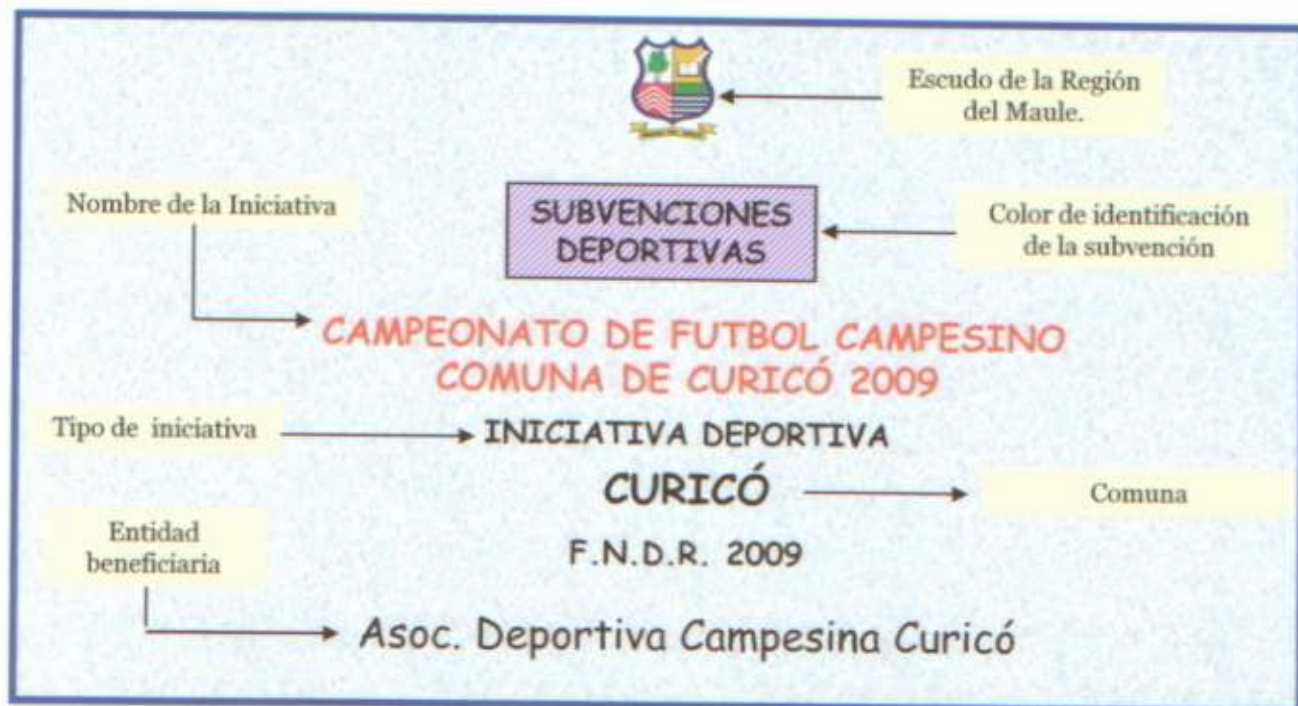 Escudo de la Región
del Maule.
Nombre de la Iniciativa
SUBVENCIONES
DEPORTIVAS
Color de identificación
de la subvención
CAMPEONATO DE FUTBOL CAMPESINO
COMUNA DE CURICÓ 2009
Tipo de iniciativa
INICIATIVA DEPORTIVA
CURICÓ
Comuna
Entidad
beneficiaria
F.N.D.R. 2009
Asoc. Deportiva Campesina Curicó